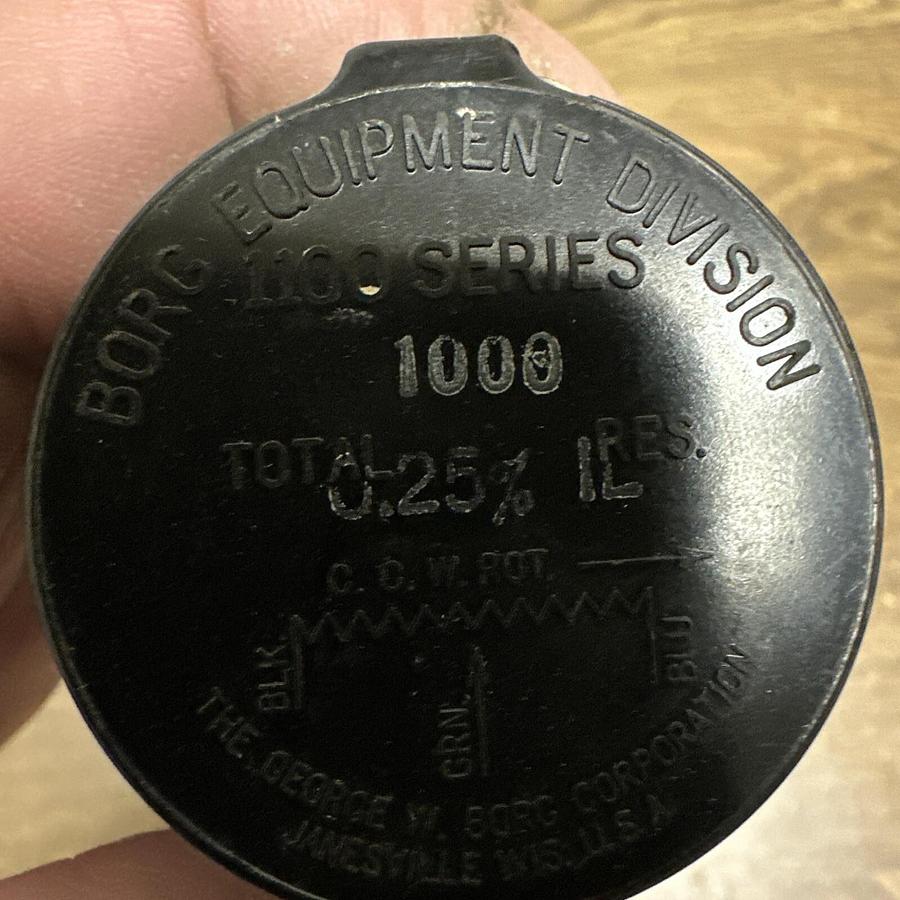 BORG EQUIPMENT DIVISION
1100 SERIES
1000
TOTAL RES.
0.25% IL
C. C. W. ROT.
BLK.
GRN.
BLU
THE GEORGE W. BORG CORPORATION
JANESVILLE WIS. U.S.A.